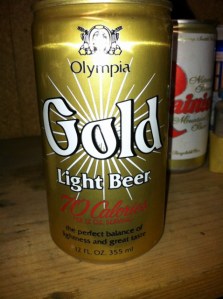 Olympia
Gold
Light Beer
70 Calories
the perfect balance of
lightness and great taste
12 FL. OZ. 355 ml